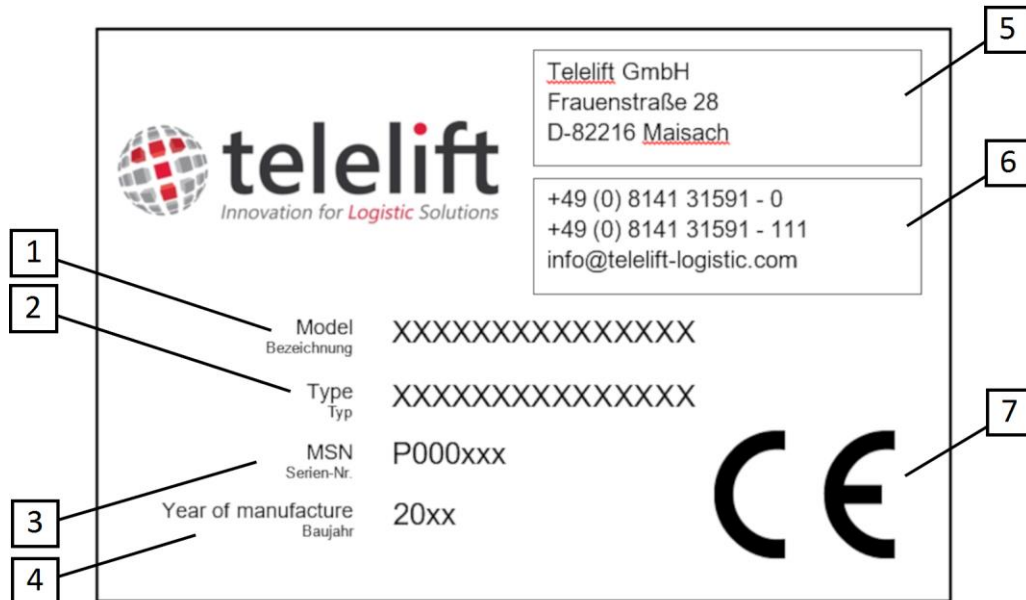 telelift
Innovation for Logistic Solutions
Telelift GmbH
Frauenstraße 28
D-82216 Maisach
+49 (0) 8141 31591 - 0
+49 (0) 8141 31591 - 111
info@telelift-logistic.com
Model XXXXXXXXXXXXXXX
Bezeichnung
Type XXXXXXXXXXXXXXX
Typ
MSN P000xxx
Serien-Nr.
Year of manufacture 20xx
Baujahr
CE
1
2
3
4
5
6
7